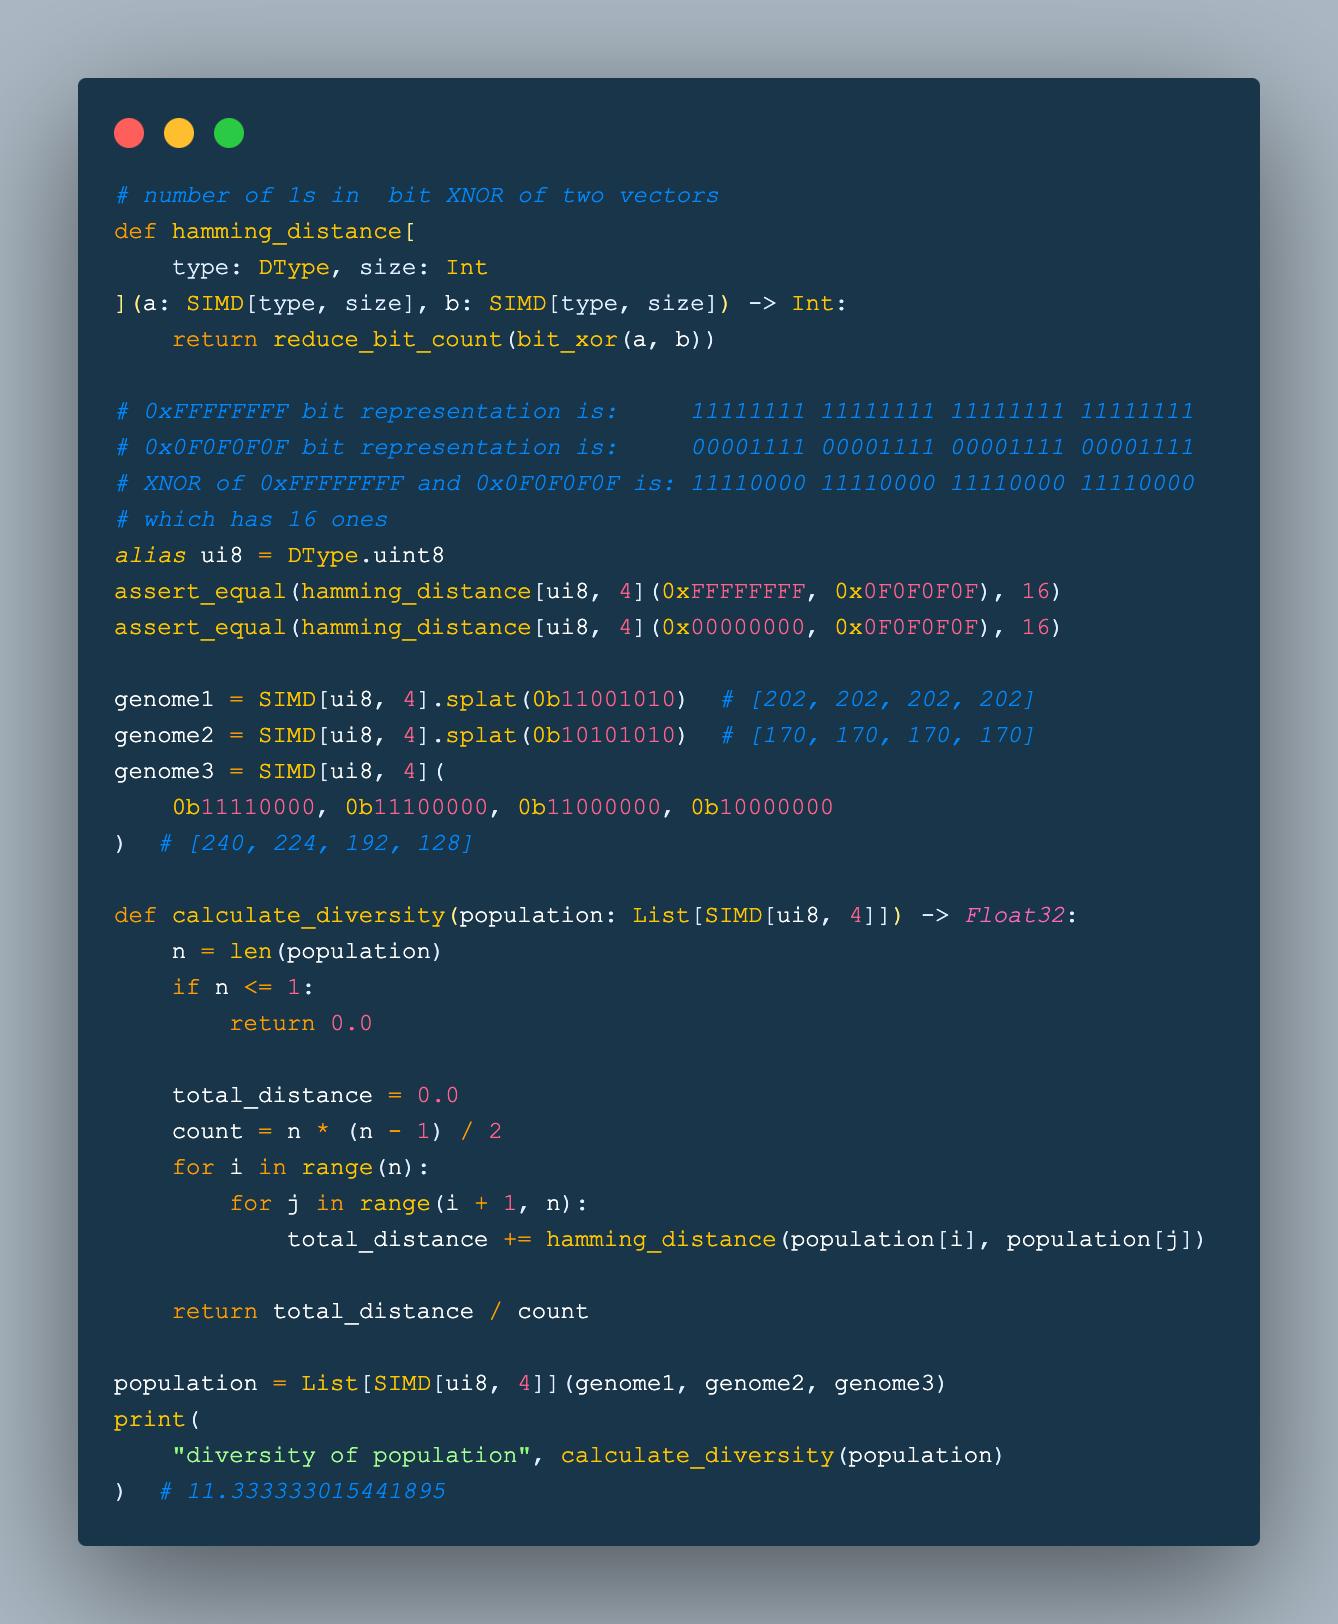 # number of 1s in  bit XNOR of two vectors
def hamming_distance[
    type: DType, size: Int
](a: SIMD[type, size], b: SIMD[type, size]) -> Int:
    return reduce_bit_count(bit_xor(a, b))

# 0xFFFFFFFF bit representation is:     11111111 11111111 11111111 11111111
# 0x0F0F0F0F bit representation is:     00001111 00001111 00001111 00001111
# XNOR of 0xFFFFFFFF and 0x0F0F0F0F is: 11110000 11110000 11110000 11110000
# which has 16 ones
alias ui8 = DType.uint8
assert_equal(hamming_distance[ui8, 4](0xFFFFFFFF, 0x0F0F0F0F), 16)
assert_equal(hamming_distance[ui8, 4](0x00000000, 0x0F0F0F0F), 16)

genome1 = SIMD[ui8, 4].splat(0b11001010)  # [202, 202, 202, 202]
genome2 = SIMD[ui8, 4].splat(0b10101010)  # [170, 170, 170, 170]
genome3 = SIMD[ui8, 4](
    0b11110000, 0b11100000, 0b11000000, 0b10000000
)  # [240, 224, 192, 128]

def calculate_diversity(population: List[SIMD[ui8, 4]]) -> Float32:
    n = len(population)
    if n <= 1:
        return 0.0

    total_distance = 0.0
    count = n * (n - 1) / 2
    for i in range(n):
        for j in range(i + 1, n):
            total_distance += hamming_distance(population[i], population[j])

    return total_distance / count

population = List[SIMD[ui8, 4]](genome1, genome2, genome3)
print(
    "diversity of population", calculate_diversity(population)
)  # 11.333333015441895